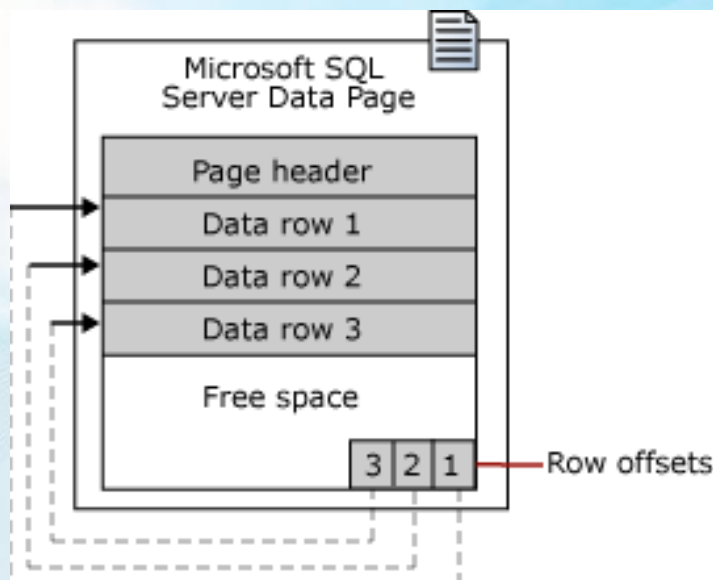 Microsoft SQL
Server Data Page
Page header
Data row 1
Data row 2
Data row 3
Free space
3 2 1
Row offsets